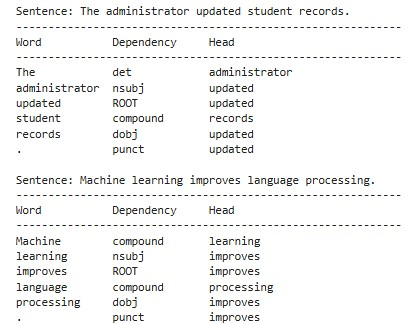 Sentence: The administrator updated student records.
------------------------------------------------------------
Word           Dependency     Head
------------------------------------------------------------
The            det            administrator
administrator  nsubj          updated
updated        ROOT           updated
student        compound       records
records        dobj           updated
.              punct          updated

Sentence: Machine learning improves language processing.
------------------------------------------------------------
Word           Dependency     Head
------------------------------------------------------------
Machine        compound       learning
learning       nsubj          improves
improves       ROOT           improves
language       compound       processing
processing     dobj           improves
.              punct          improves